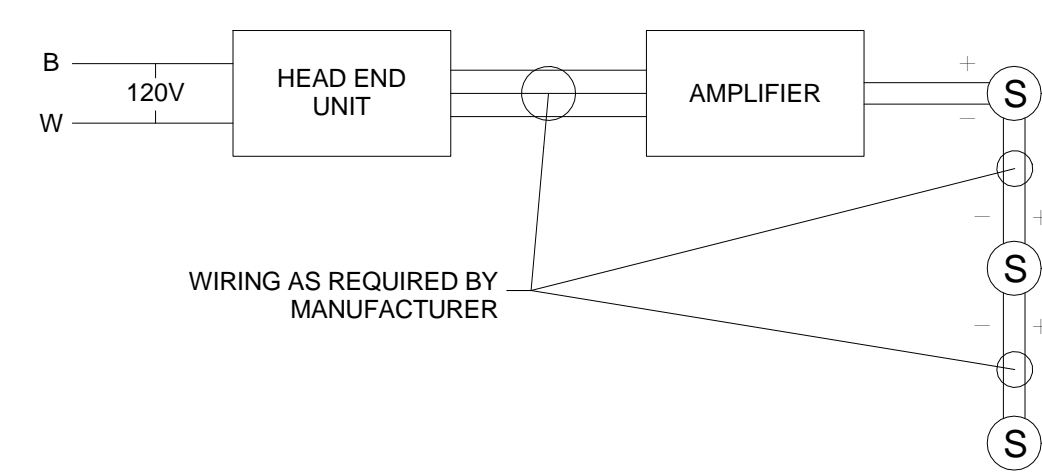 B
120V
W
HEAD END
UNIT
AMPLIFIER
+
−
S
− +
S
− +
S
WIRING AS REQUIRED BY
MANUFACTURER